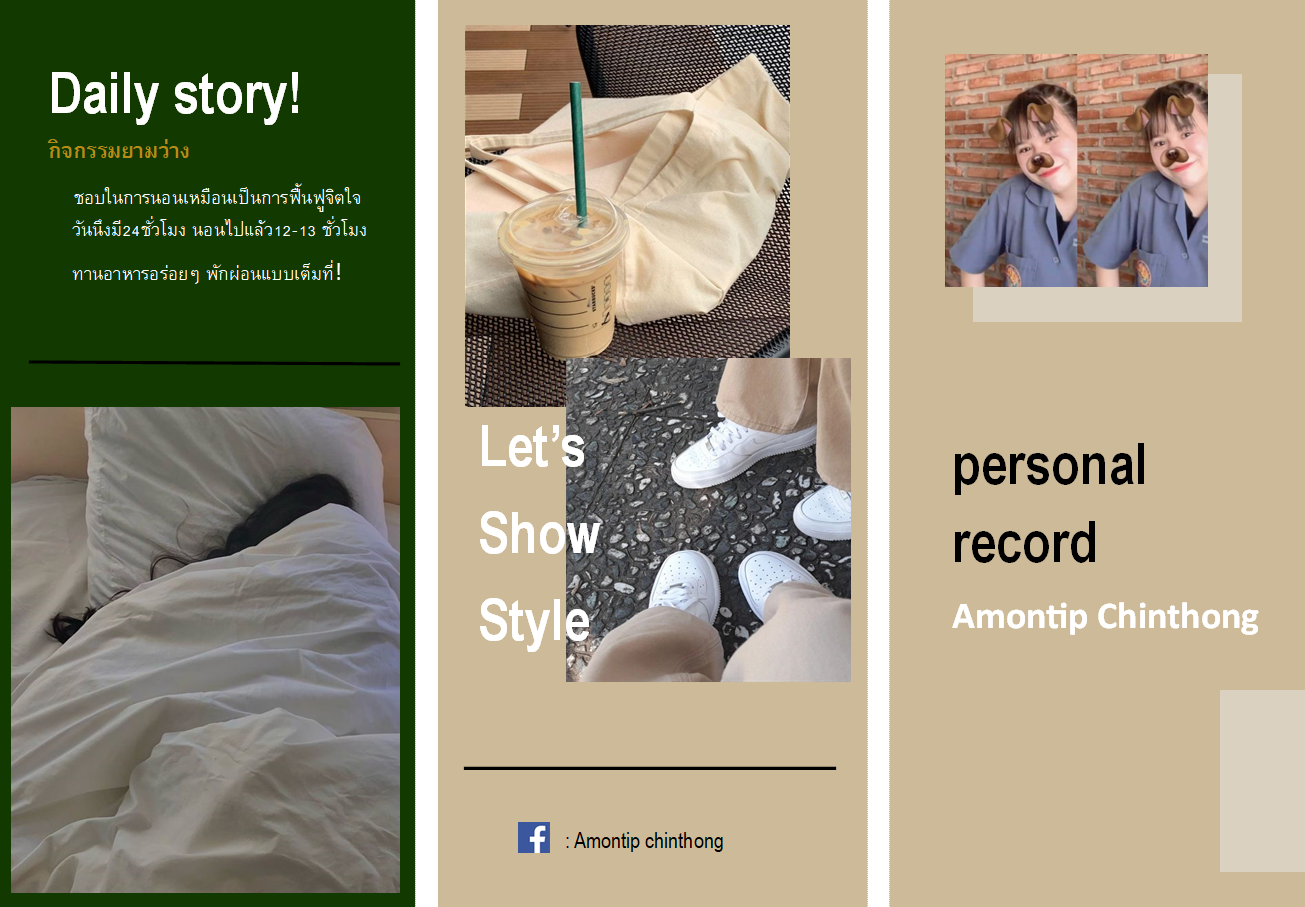 Daily story!
กิจกรรมยามว่าง
ชอบในการนอนเหมือนเป็นการฟื้นฟูจิตใจ
วันนึงมี24ชั่วโมง นอนไปแล้ว12-13 ชั่วโมง
ทานอาหารอร่อยๆ พักผ่อนแบบเต็มที่!
STARBUCKS
Let’s
Show
Style
: Amontip chinthong
personal
record
Amontip Chinthong